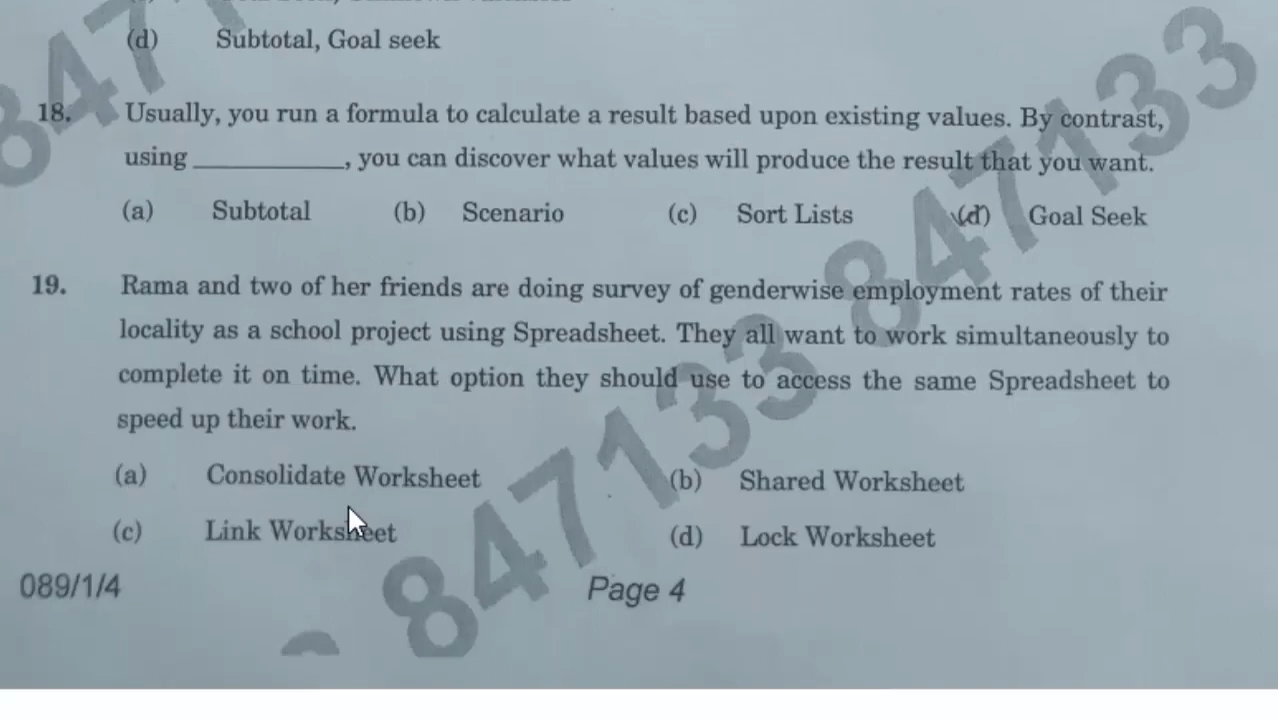 (d) Subtotal, Goal seek
18. Usually, you run a formula to calculate a result based upon existing values. By contrast,
using ___________, you can discover what values will produce the result that you want.
(a) Subtotal (b) Scenario (c) Sort Lists (d) Goal Seek
19. Rama and two of her friends are doing survey of genderwise employment rates of their
locality as a school project using Spreadsheet. They all want to work simultaneously to
complete it on time. What option they should use to access the same Spreadsheet to
speed up their work.
(a) Consolidate Worksheet (b) Shared Worksheet
(c) Link Worksheet (d) Lock Worksheet
089/1/4 Page 4
847133 847133